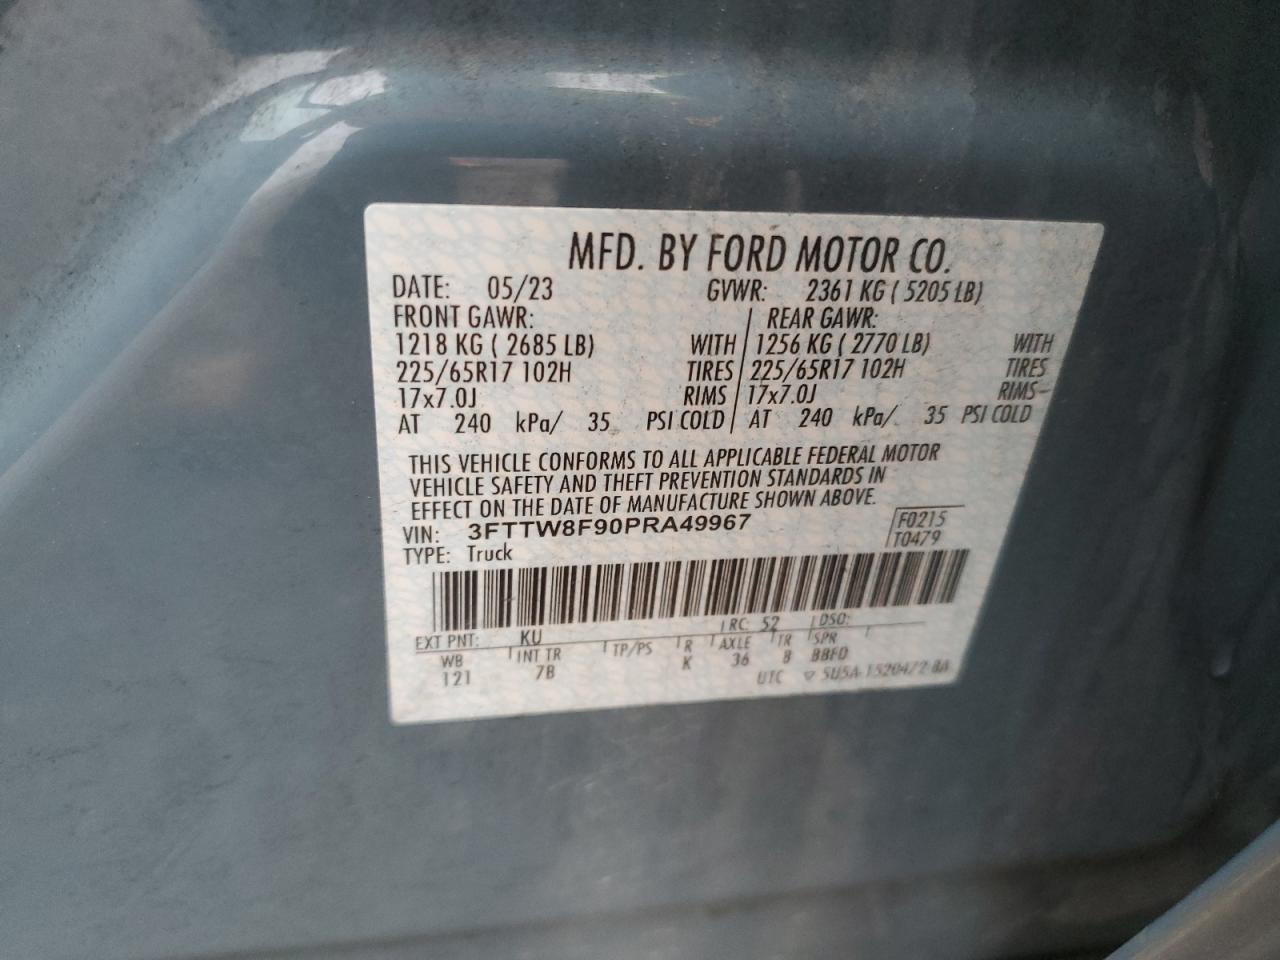 MFD. BY FORD MOTOR CO.
DATE: 05/23 GVWR: 2361 KG ( 5205 LB)
FRONT GAWR: REAR GAWR:
1218 KG ( 2685 LB) WITH 1256 KG ( 2770 LB) WITH
225/65R17 102H TIRES 225/65R17 102H TIRES
17x7.0J RIMS 17x7.0J RIMS
AT 240 kPa/ 35 PSI COLD AT 240 kPa/ 35 PSI COLD
THIS VEHICLE CONFORMS TO ALL APPLICABLE FEDERAL MOTOR
VEHICLE SAFETY AND THEFT PREVENTION STANDARDS IN
EFFECT ON THE DATE OF MANUFACTURE SHOWN ABOVE.
VIN: 3FTTW8F90PRA49967 F0215
TYPE: Truck T0479
EXT PNT: KU RC: 52 DSO:
WB INT TR TP/PS R AXLE TR SPR
121 7B K 36 8 BBFD
UTC